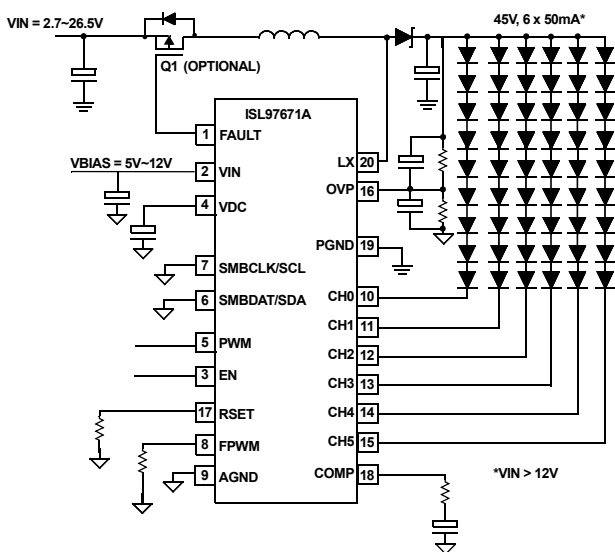 VIN = 2.7~26.5V
45V, 6 x 50mA*
Q1 (OPTIONAL)
ISL97671A
1 FAULT
VBIAS = 5V~12V
2 VIN
4 VDC
7 SMBCLK/SCL
6 SMBDAT/SDA
5 PWM
3 EN
17 RSET
8 FPWM
9 AGND
LX 20
OVP 16
PGND 19
CH0 10
CH1 11
CH2 12
CH3 13
CH4 14
CH5 15
COMP 18
*VIN > 12V